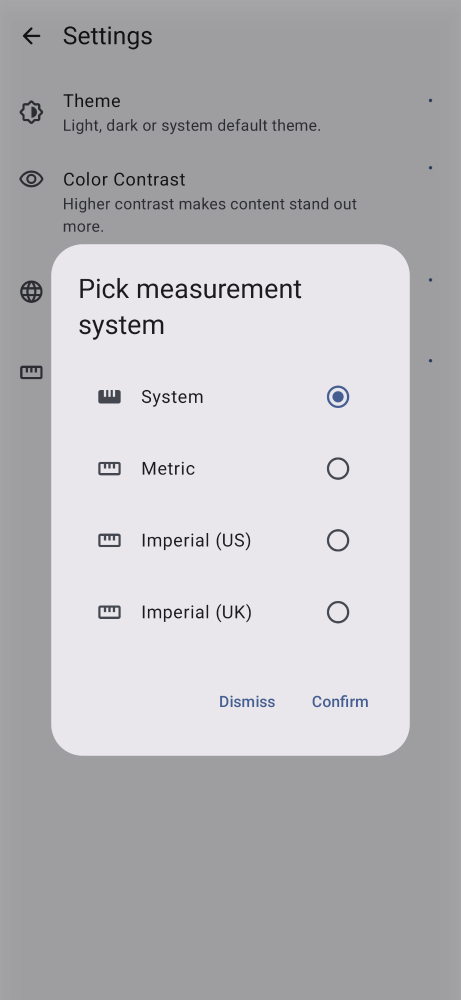 Settings
Theme
Light, dark or system default theme.
Color Contrast
Higher contrast makes content stand out
more.
Pick measurement
system
System
Metric
Imperial (US)
Imperial (UK)
Dismiss
Confirm